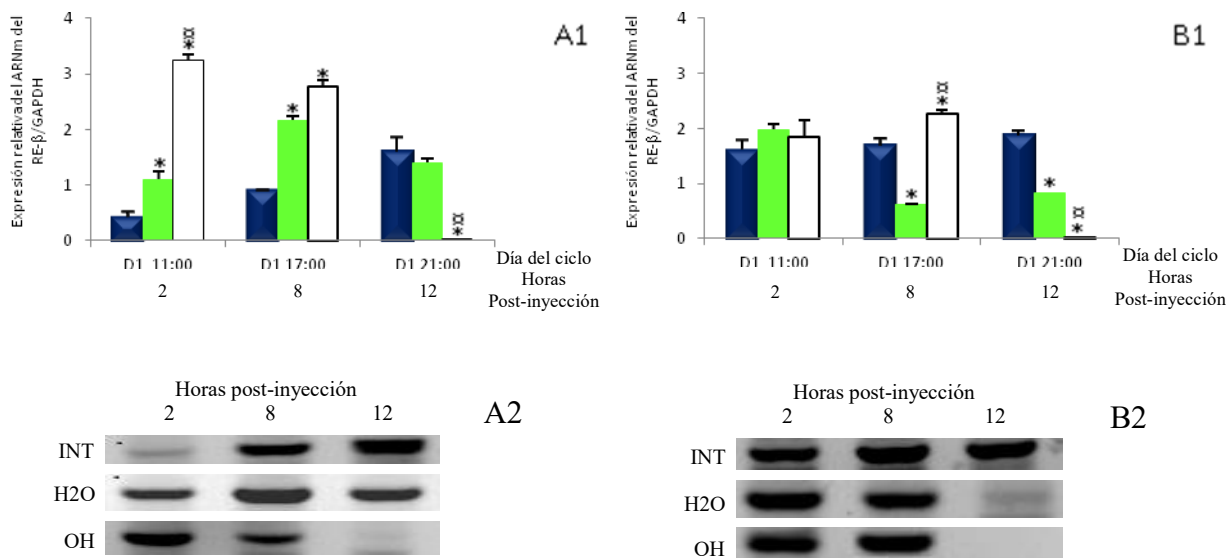 Expresión relativa del ARNm del
RE-β/GAPDH
4
3
2
1
0
A1
*¤
*
*
*
*¤
D1 11:00
D1 17:00
D1 21:00
2
8
12
Día del ciclo
Horas
Post-inyección
Expresión relativa del ARNm del
RE-β/GAPDH
4
3
2
1
0
B1
*
*¤
*
*¤
D1 11:00
D1 17:00
D1 21:00
2
8
12
Día del ciclo
Horas
Post-inyección
Horas post-inyección
2 8 12
A2
INT
H2O
OH
Horas post-inyección
2 8 12
B2
INT
H2O
OH